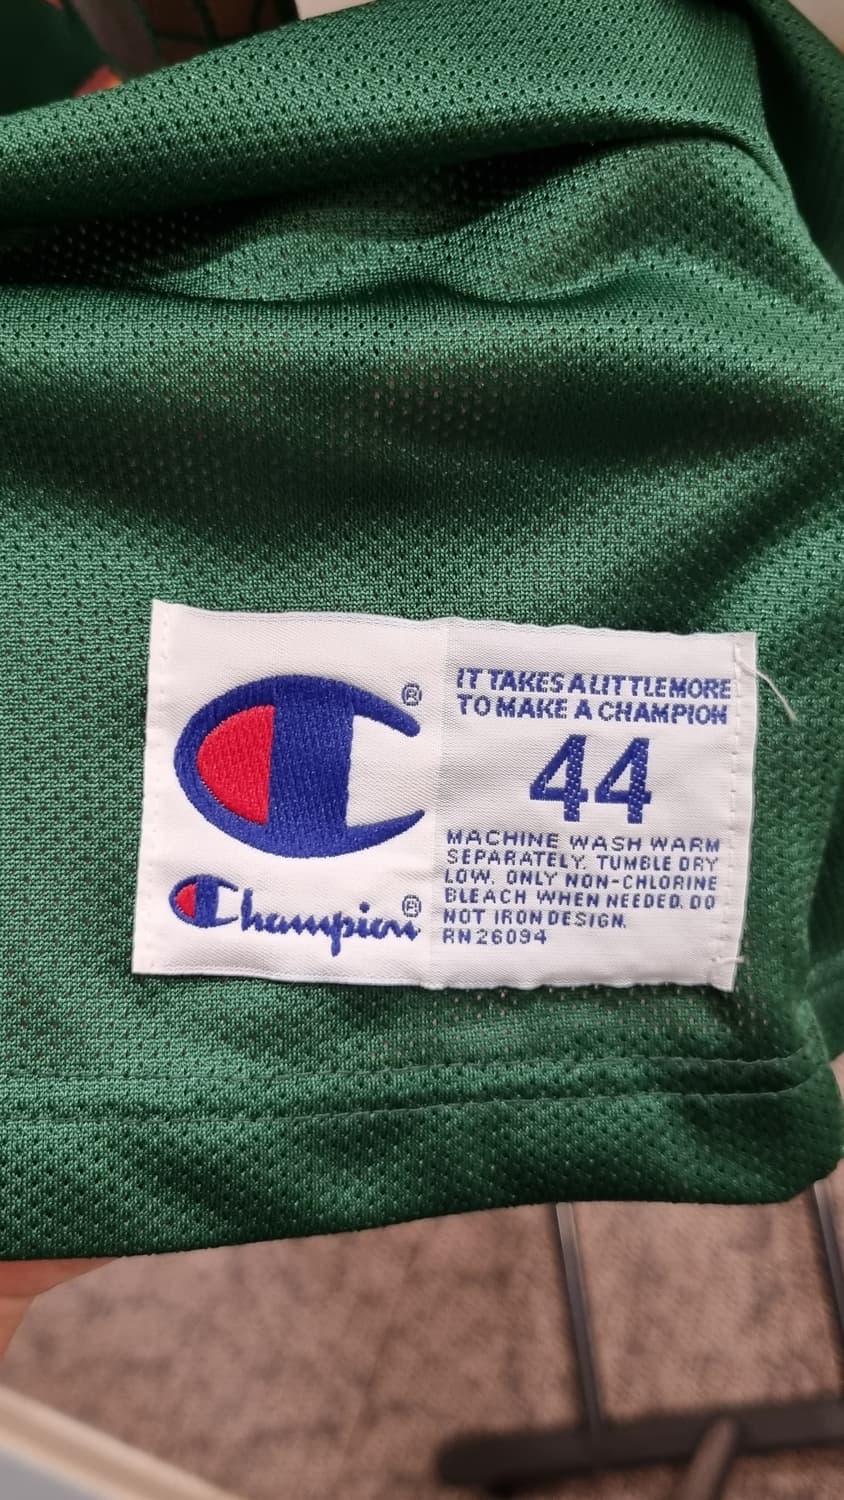 ®
IT TAKES A LITTLE MORE
TO MAKE A CHAMPION
44
MACHINE WASH WARM
SEPARATELY. TUMBLE DRY
LOW. ONLY NON-CHLORINE
BLEACH WHEN NEEDED. DO
NOT IRON DESIGN.
RN 26094
Champion®